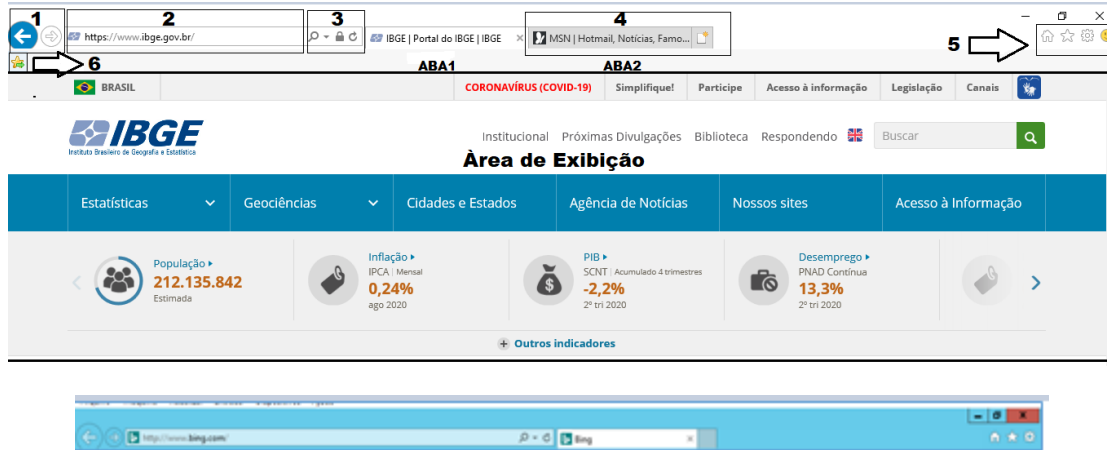 1 2 3 4
https://www.ibge.gov.br/ IBGE | Portal do IBGE | IBGE MSN | Hotmail, Notícias, Famo...
5
6
ABA1 ABA2
BRASIL CORONAVÍRUS (COVID-19) Simplifique! Participe Acesso à informação Legislação Canais
IBGE Institucional Próximas Divulgações Biblioteca Respondendo Buscar
Instituto Brasileiro de Geografia e Estatística
Àrea de Exibição
Estatísticas Geociências Cidades e Estados Agência de Notícias Nossos sites Acesso à Informação
População
212.135.842
Estimada
Inflação
IPCA | Mensal
0,24%
ago 2020
PIB
SCNT | Acumulado 4 trimestres
-2,2%
2º tri 2020
Desemprego
PNAD Contínua
13,3%
2º tri 2020
Outros indicadores
http://www.bing.com/ Bing